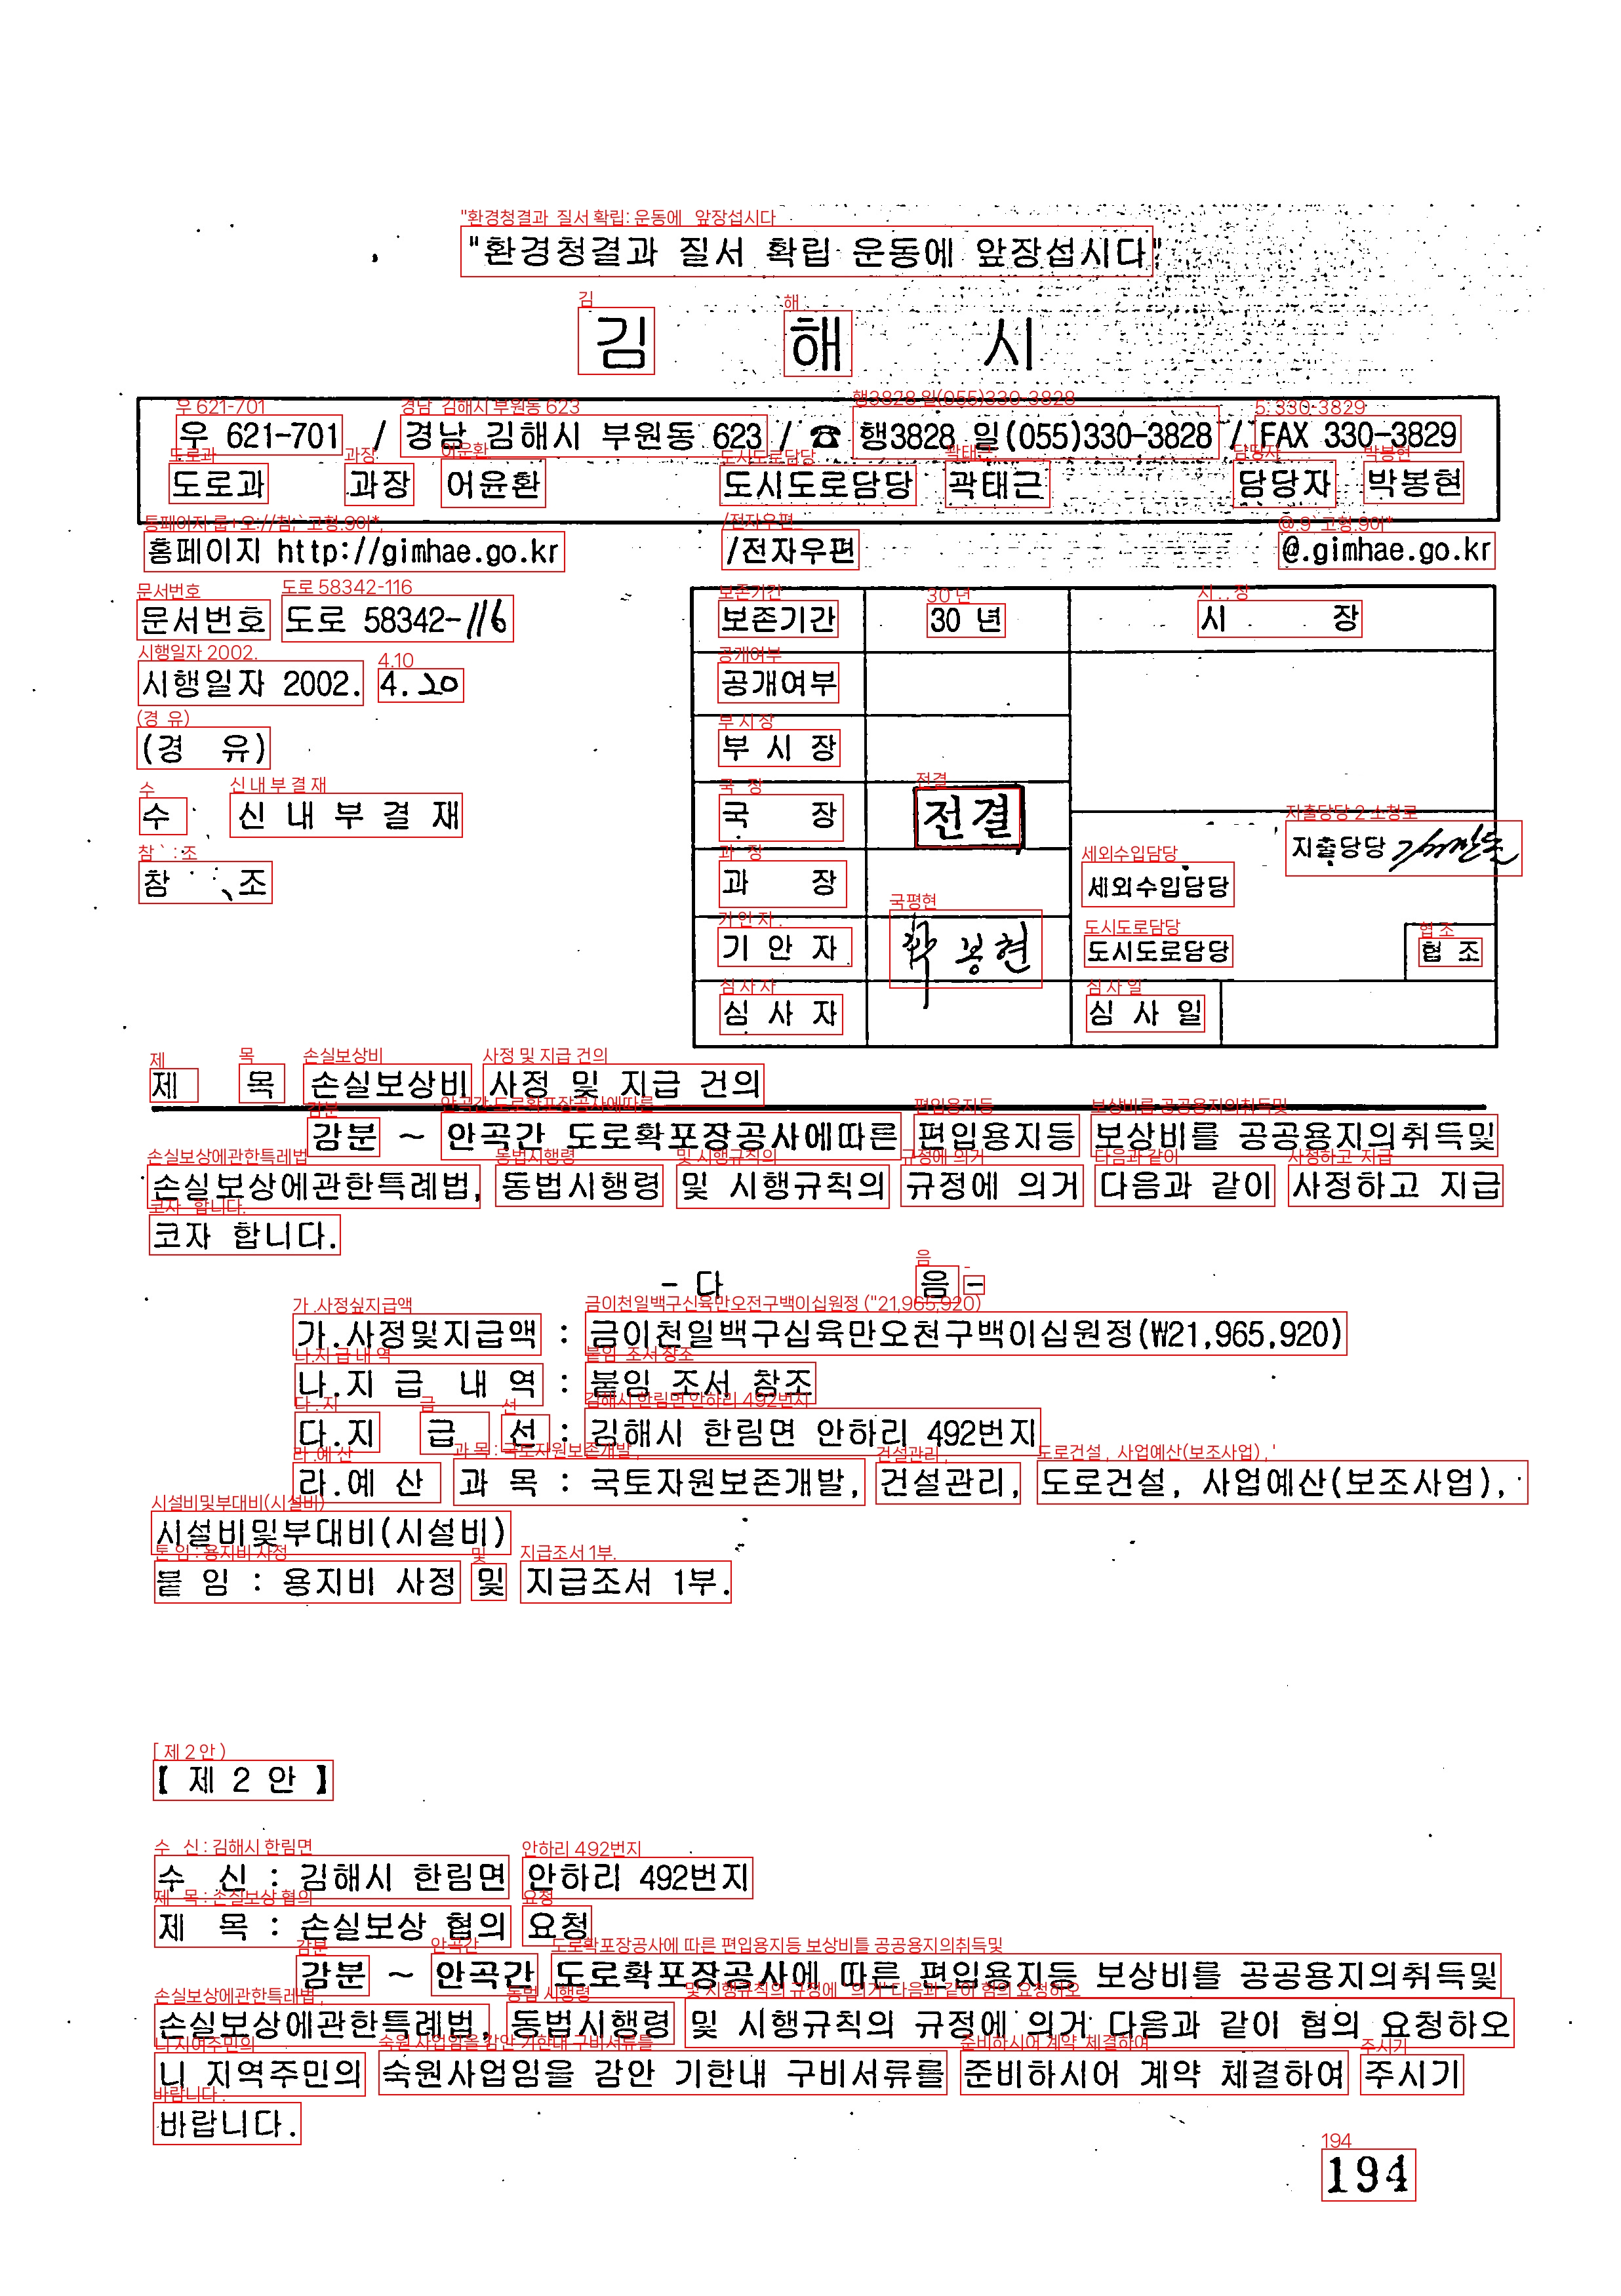 "환경청결과 질서 확립 운동에 앞장섭시다"
김 해 시
우 621-701 / 경남 김해시 부원동 623 / ☎ 행3828 일(055)330-3828 / FAX 330-3829
도로과 과장 어윤환 도시도로담당 곽태근 담당자 박봉현
홈페이지 http://gimhae.go.kr /전자우편 @.gimhae.go.kr
문서번호 도로 58342-116
시행일자 2002. 4.20
(경 유)
수 신 내 부 결 재
참 조
보존기간 30 년 시 장
공개여부
부 시 장
국 장 전결
지출담당
과 장 세외수입담당
기 안 자 박봉현 도시도로담당 협 조
심 사 자 심 사 일
제 목 손실보상비 사정 및 지급 건의
감분 ~ 안곡간 도로확포장공사에따른 편입용지등 보상비를 공공용지의취득및
손실보상에관한특례법, 동법시행령 및 시행규칙의 규정에 의거 다음과 같이 사정하고 지급
코자 합니다.
- 다 음 -
가.사정및지급액 : 금이천일백구십육만오천구백이십원정(₩21,965,920)
나.지 급 내 역 : 붙임 조서 참조
다.지 급 선 : 김해시 한림면 안하리 492번지
라.예 산 과 목 : 국토자원보존개발, 건설관리, 도로건설, 사업예산(보조사업),
시설비및부대비(시설비)
붙 임 : 용지비 사정 및 지급조서 1부.
【 제 2 안 】
수 신 : 김해시 한림면 안하리 492번지
제 목 : 손실보상 협의 요청
감분 ~ 안곡간 도로확포장공사에 따른 편입용지등 보상비를 공공용지의취득및
손실보상에관한특례법, 동법시행령 및 시행규칙의 규정에 의거 다음과 같이 협의 요청하오
니 지역주민의 숙원사업임을 감안 기한내 구비서류를 준비하시어 계약 체결하여 주시기
바랍니다.
194